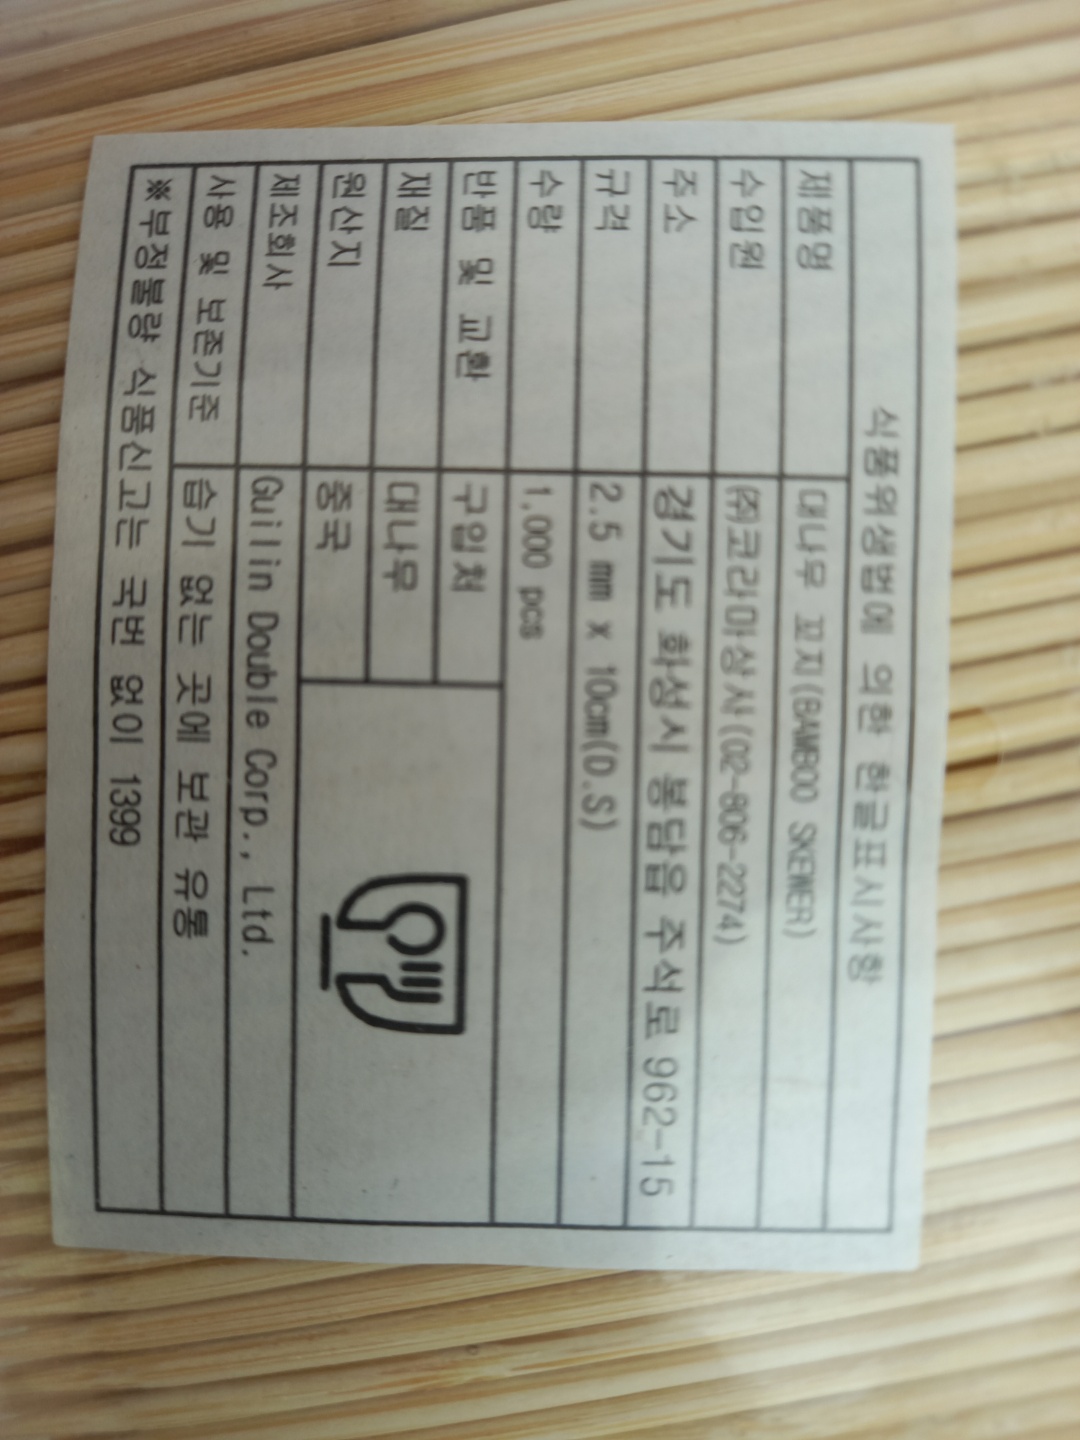 식품위생법에 의한 한글표시사항
제품명 대나무 꼬지(BAMBOO SKEWER)
수입원 ㈜코리아상사(02-806-2274)
주소 경기도 화성시 봉담읍 주석로 962-15
규격 2.5 mm x 10cm(D.S)
수량 1,000 pcs
반품 및 교환 구입처
재질 대나무
원산지 중국
제조회사 Guilin Double Corp., Ltd.
사용 및 보존기준 습기 없는 곳에 보관 유통
※부정불량 식품신고는 국번 없이 1399